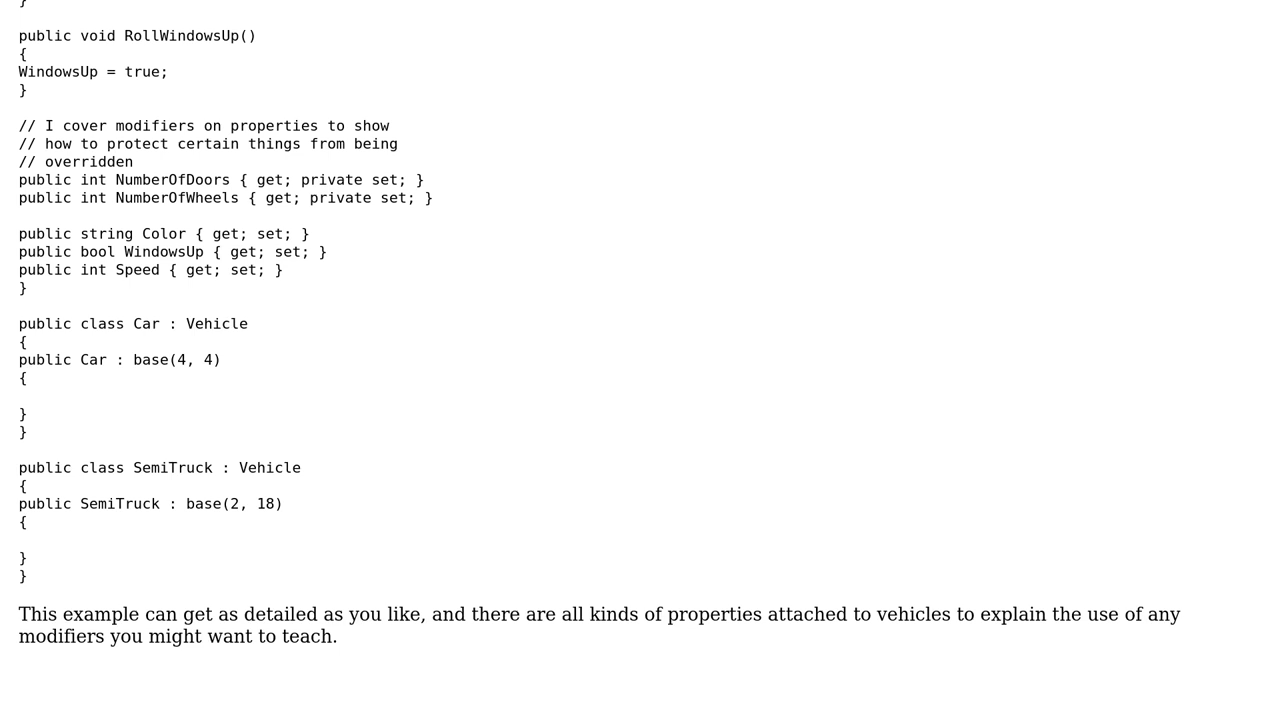 }
public void RollWindowsUp()
{
WindowsUp = true;
}
// I cover modifiers on properties to show
// how to protect certain things from being
// overridden
public int NumberOfDoors { get; private set; }
public int NumberOfWheels { get; private set; }
public string Color { get; set; }
public bool WindowsUp { get; set; }
public int Speed { get; set; }
}
public class Car : Vehicle
{
public Car : base(4, 4)
{
}
}
public class SemiTruck : Vehicle
{
public SemiTruck : base(2, 18)
{
}
}
This example can get as detailed as you like, and there are all kinds of properties attached to vehicles to explain the use of any
modifiers you might want to teach.